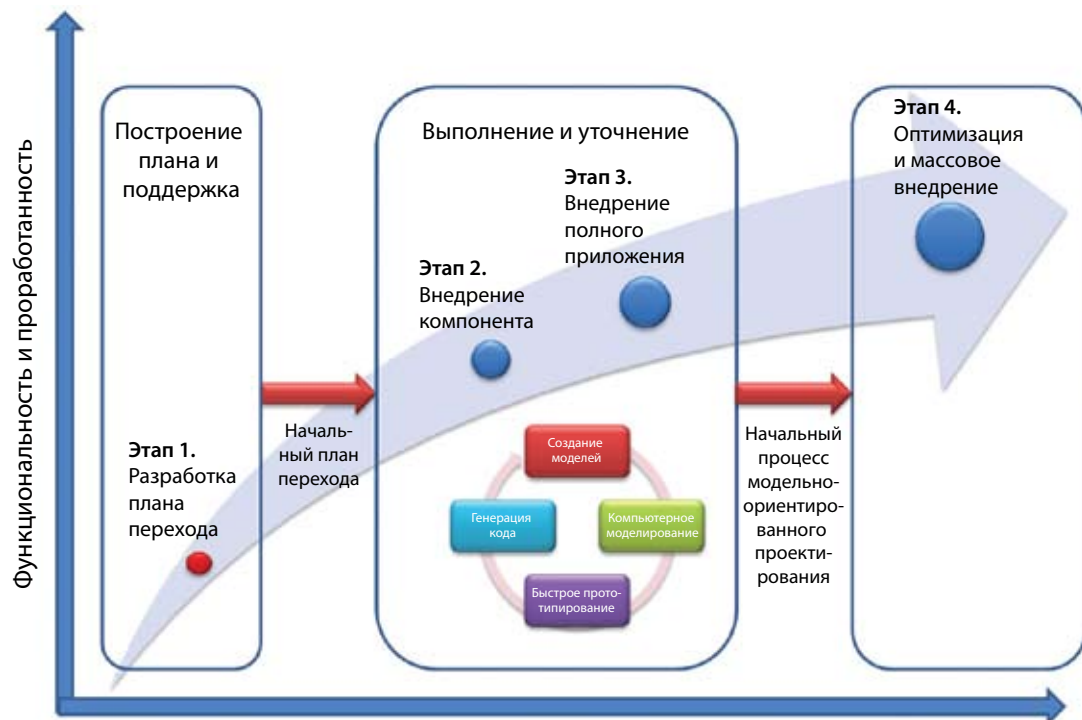 Функциональность и проработанность
Построение
плана и
поддержка
Этап 1.
Разработка
плана
перехода
Началь-
ный план
перехода
Выполнение и уточнение
Этап 2.
Внедрение
компонента
Этап 3.
Внедрение
полного
приложения
Создание
моделей
Генерация
кода
Компьютерное
моделирование
Быстрое прото-
типирование
Начальный
процесс
модельно-
ориентиро-
ванного
проекти-
рования
Этап 4.
Оптимизация
и массовое
внедрение